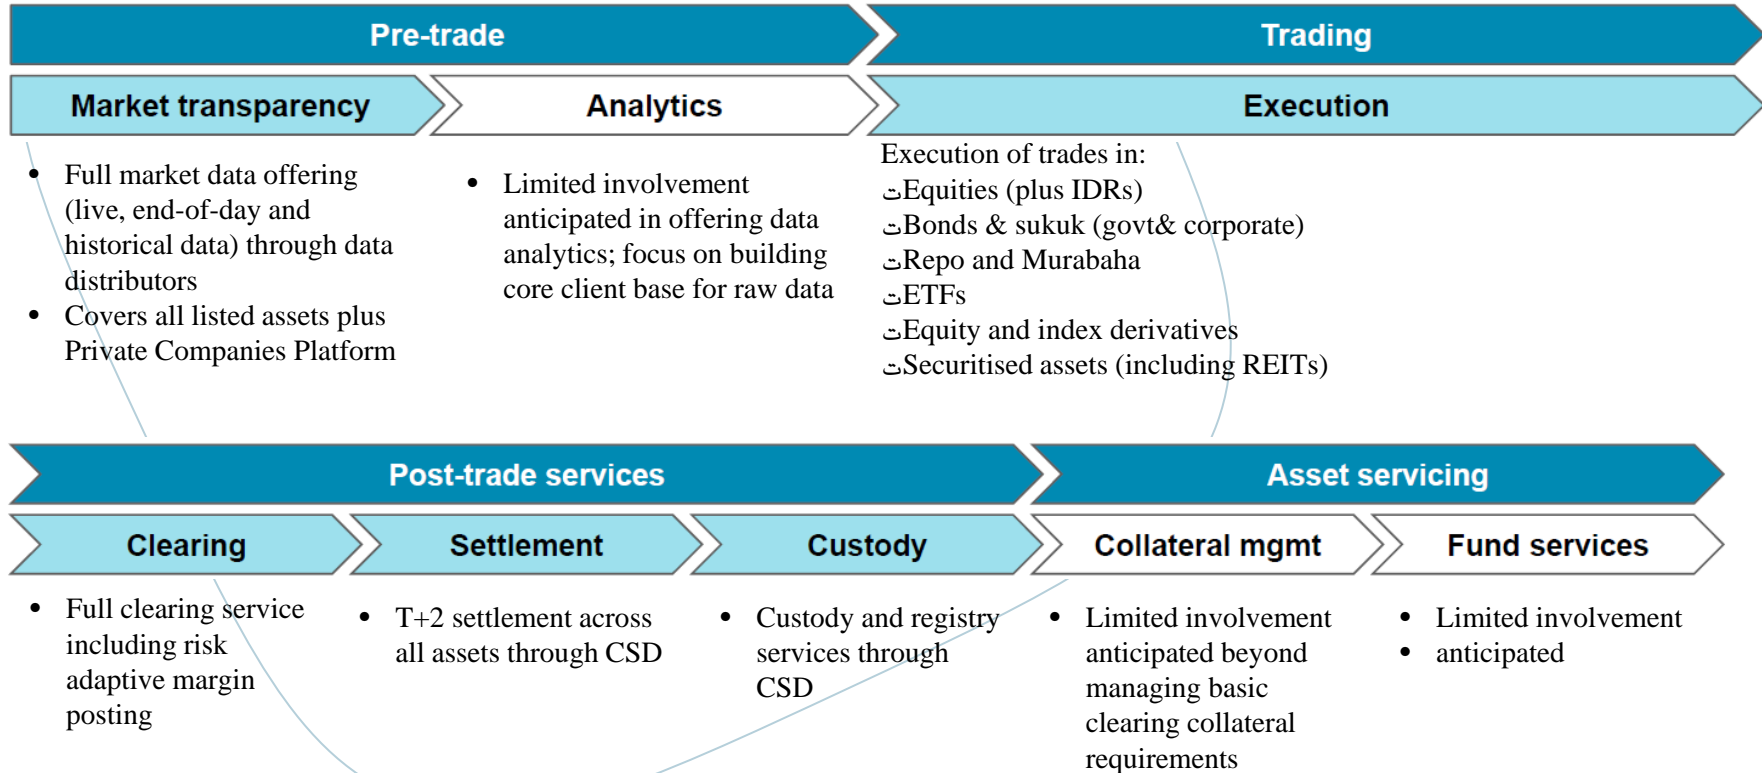 Pre-trade
Trading
Market transparency
Analytics
Execution
• Full market data offering
(live, end-of-day and
historical data) through data
distributors
• Covers all listed assets plus
Private Companies Platform
• Limited involvement
anticipated in offering data
analytics; focus on building
core client base for raw data
Execution of trades in:
تEquities (plus IDRs)
تBonds & sukuk (govt& corporate)
تRepo and Murabaha
تETFs
تEquity and index derivatives
تSecuritised assets (including REITs)
Post-trade services
Asset servicing
Clearing
Settlement
Custody
Collateral mgmt
Fund services
• Full clearing service
including risk
adaptive margin
posting
• T+2 settlement across
all assets through CSD
• Custody and registry
services through
CSD
• Limited involvement
anticipated beyond
managing basic
clearing collateral
requirements
• Limited involvement
• anticipated